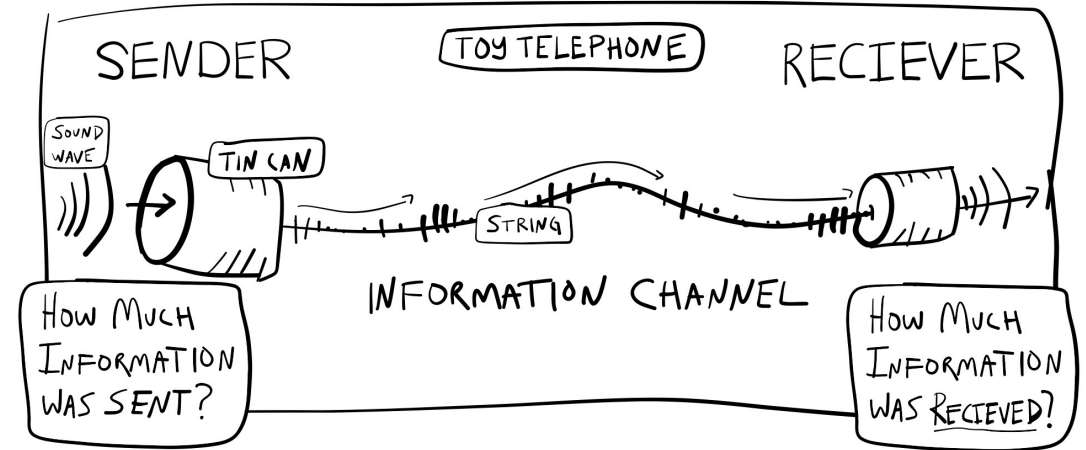 SENDER
TOY TELEPHONE
RECIEVER
SOUND
WAVE
TIN CAN
STRING
INFORMATION CHANNEL
HOW MUCH
INFORMATION
WAS SENT?
HOW MUCH
INFORMATION
WAS RECIEVED?